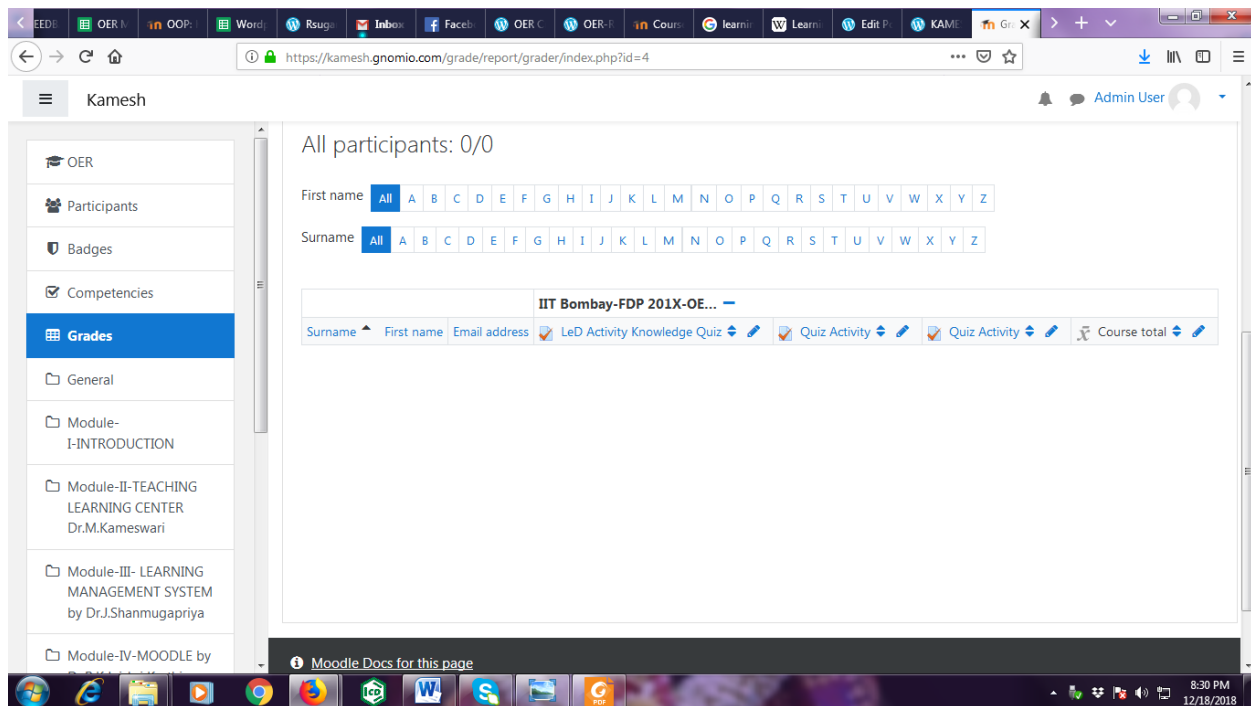 EEDB OER M OOP: Word Rsuga Inbox Faceb OER C OER-R Cours learnin Learni Edit P KAME Gra
https://kamesh.gnomio.com/grade/report/grader/index.php?id=4
Kamesh
Admin User
OER
Participants
Badges
Competencies
Grades
General
Module-
I-INTRODUCTION
Module-II-TEACHING
LEARNING CENTER
Dr.M.Kameswari
Module-III- LEARNING
MANAGEMENT SYSTEM
by Dr.J.Shanmugapriya
Module-IV-MOODLE by
All participants: 0/0
First name All A B C D E F G H I J K L M N O P Q R S T U V W X Y Z
Surname All A B C D E F G H I J K L M N O P Q R S T U V W X Y Z
IIT Bombay-FDP 201X-OE...
Surname First name Email address LeD Activity Knowledge Quiz Quiz Activity Quiz Activity x̄ Course total
Moodle Docs for this page
8:30 PM
12/18/2018